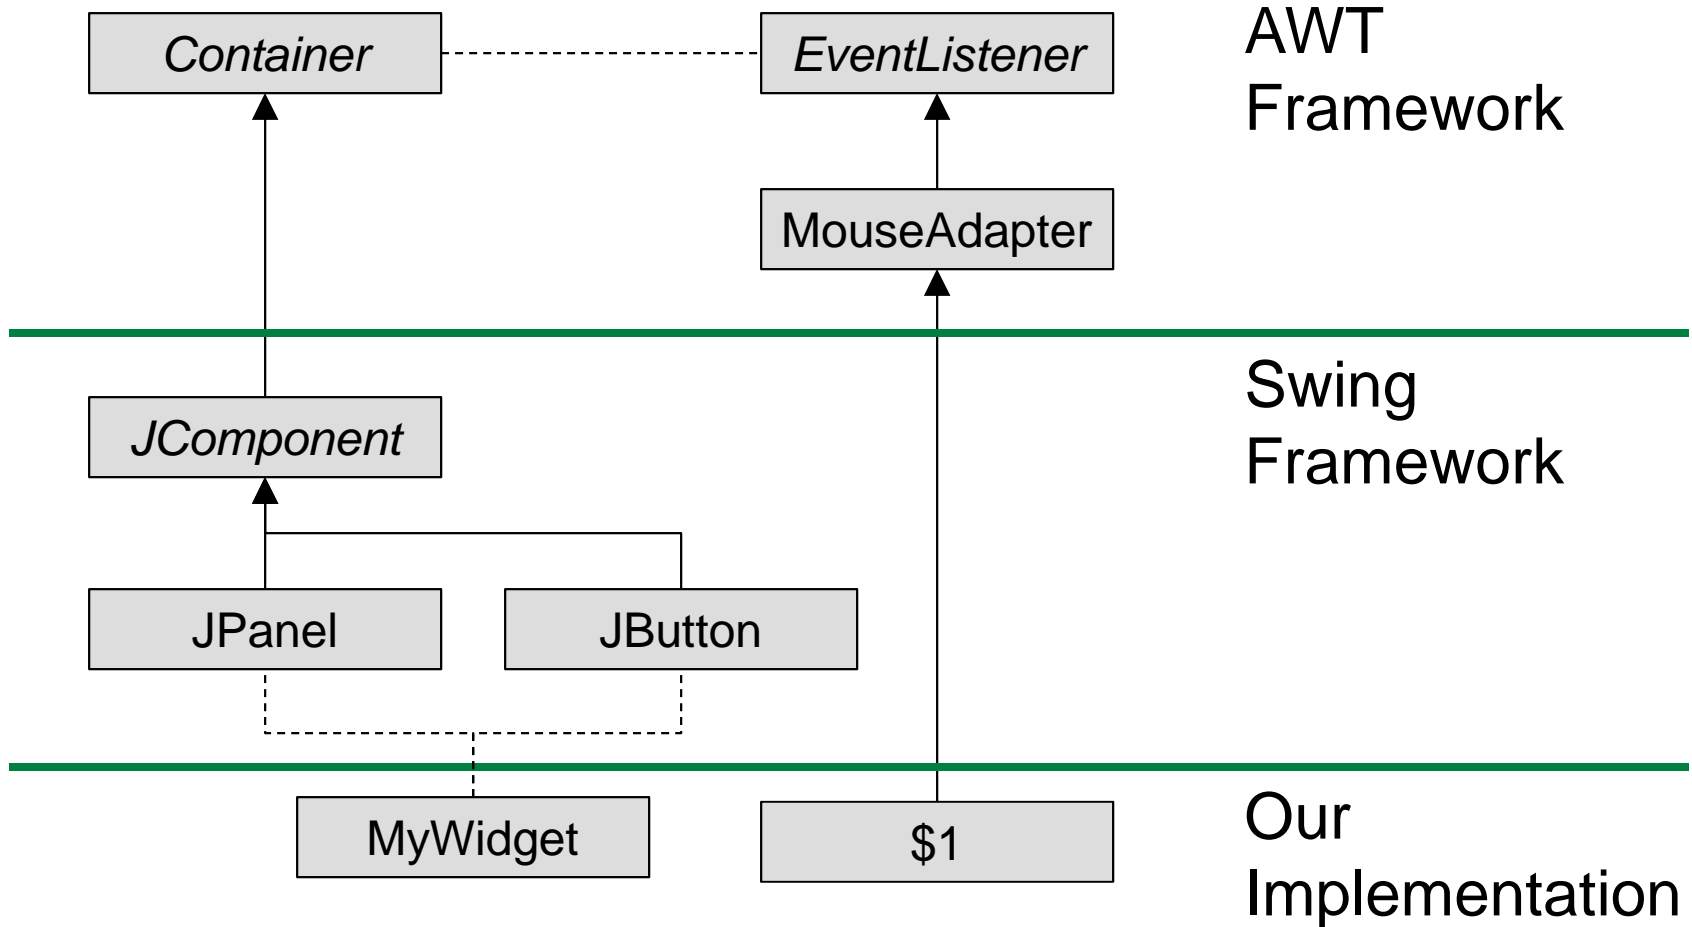 Container
EventListener
AWT
Framework
MouseAdapter
Swing
Framework
JComponent
JPanel
JButton
MyWidget
$1
Our
Implementation